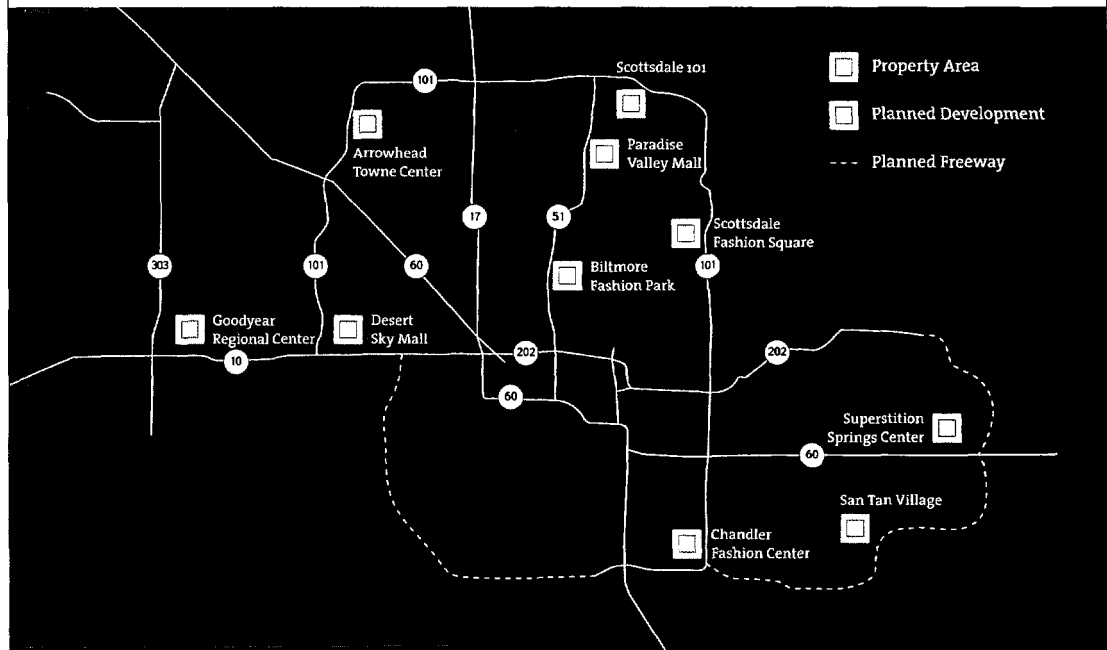 Scottsdale 101
Property Area
101
Planned Development
Arrowhead
Towne Center
Paradise
Valley Mall
Planned Freeway
17
51
Scottsdale
Fashion Square
303
101
60
Biltmore
Fashion Park
101
Goodyear
Regional Center
Desert
Sky Mall
10
202
202
60
Superstition
Springs Center
60
San Tan Village
Chandler
Fashion Center